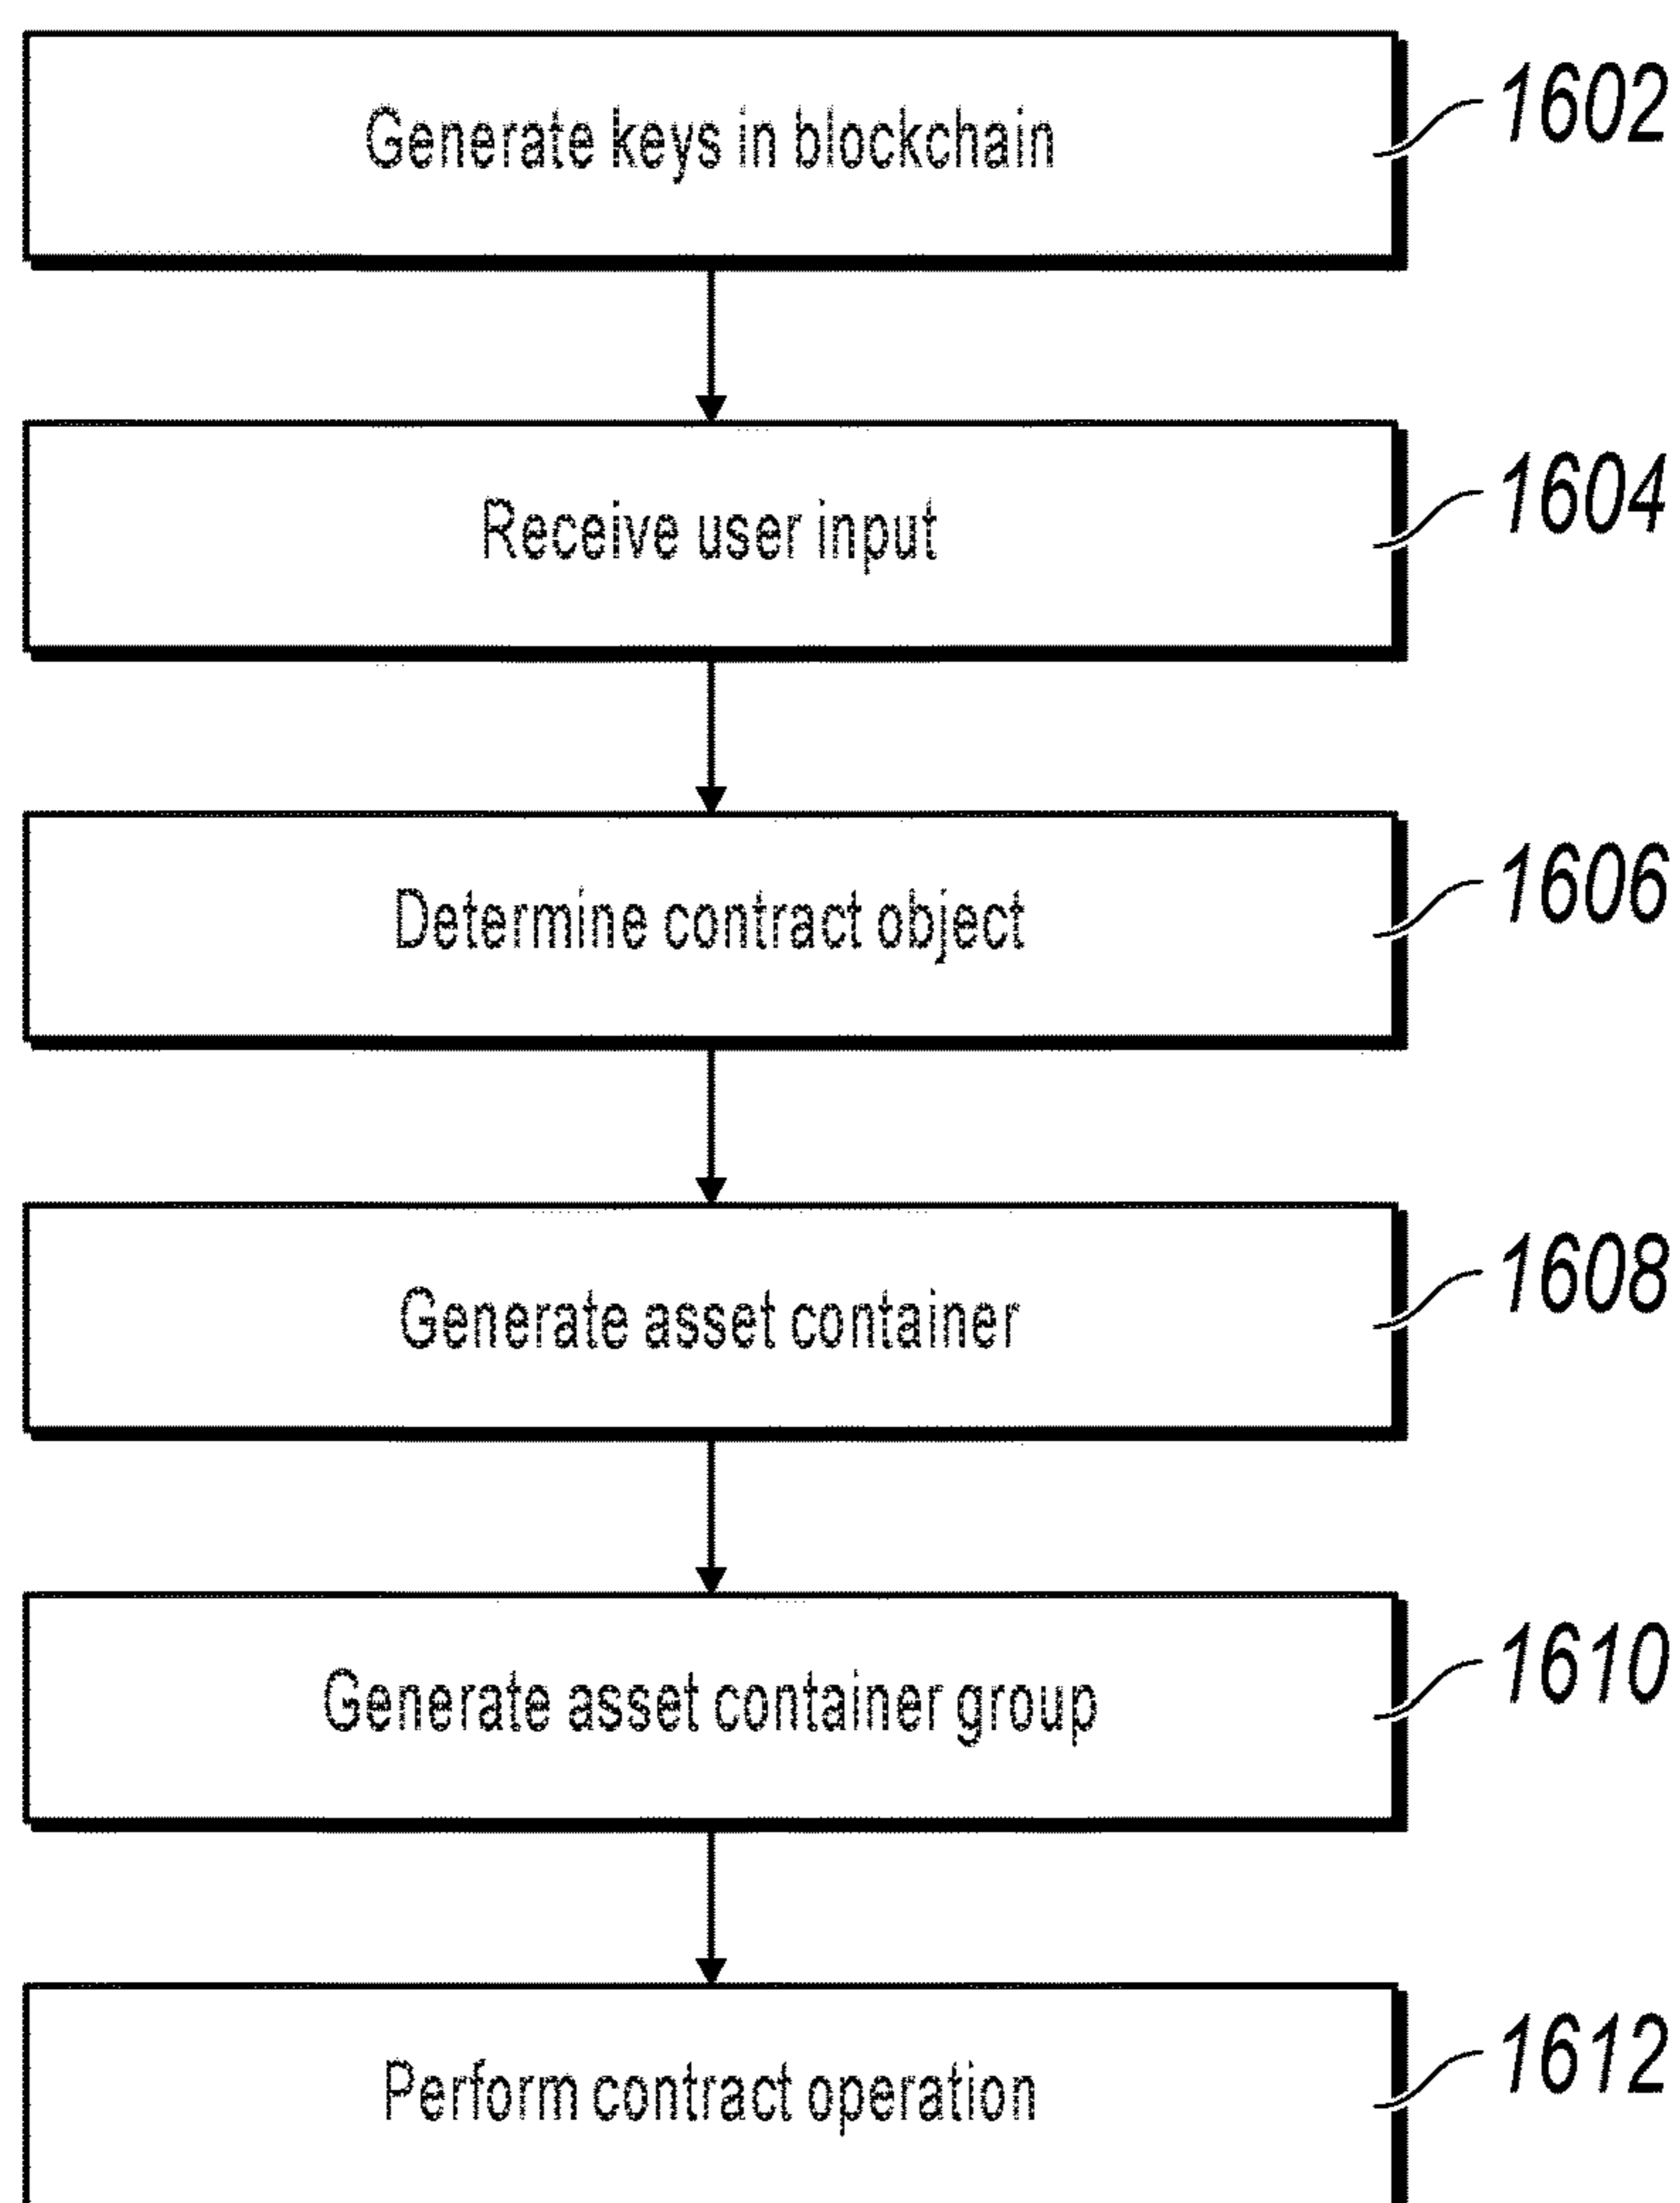 Generate keys in blockchain
1602
Receive user input
1604
Determine contract object
1606
Generate asset container
1608
Generate asset container group
1610
Perform contract operation
1612